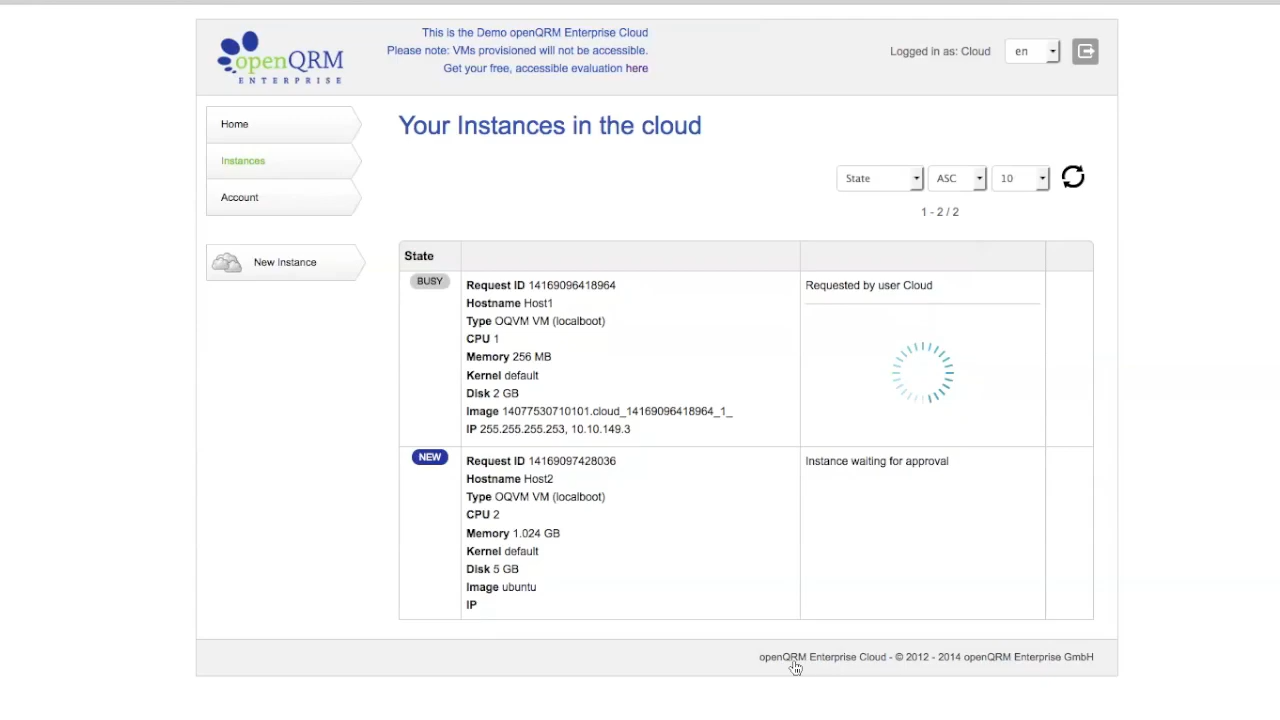 openQRM
ENTERPRISE
This is the Demo openQRM Enterprise Cloud
Please note: VMs provisioned will not be accessible.
Get your free, accessible evaluation here
Logged in as: Cloud
en
Home
Instances
Account
New Instance
Your Instances in the cloud
State
ASC
10
1 - 2 / 2
State
BUSY
Request ID 14169096418964
Hostname Host1
Type OQVM VM (localboot)
CPU 1
Memory 256 MB
Kernel default
Disk 2 GB
Image 14077530710101.cloud_14169096418964_1_
IP 255.255.255.253, 10.10.149.3
Requested by user Cloud
NEW
Request ID 14169097428036
Hostname Host2
Type OQVM VM (localboot)
CPU 2
Memory 1.024 GB
Kernel default
Disk 5 GB
Image ubuntu
IP
Instance waiting for approval
openQRM Enterprise Cloud - © 2012 - 2014 openQRM Enterprise GmbH